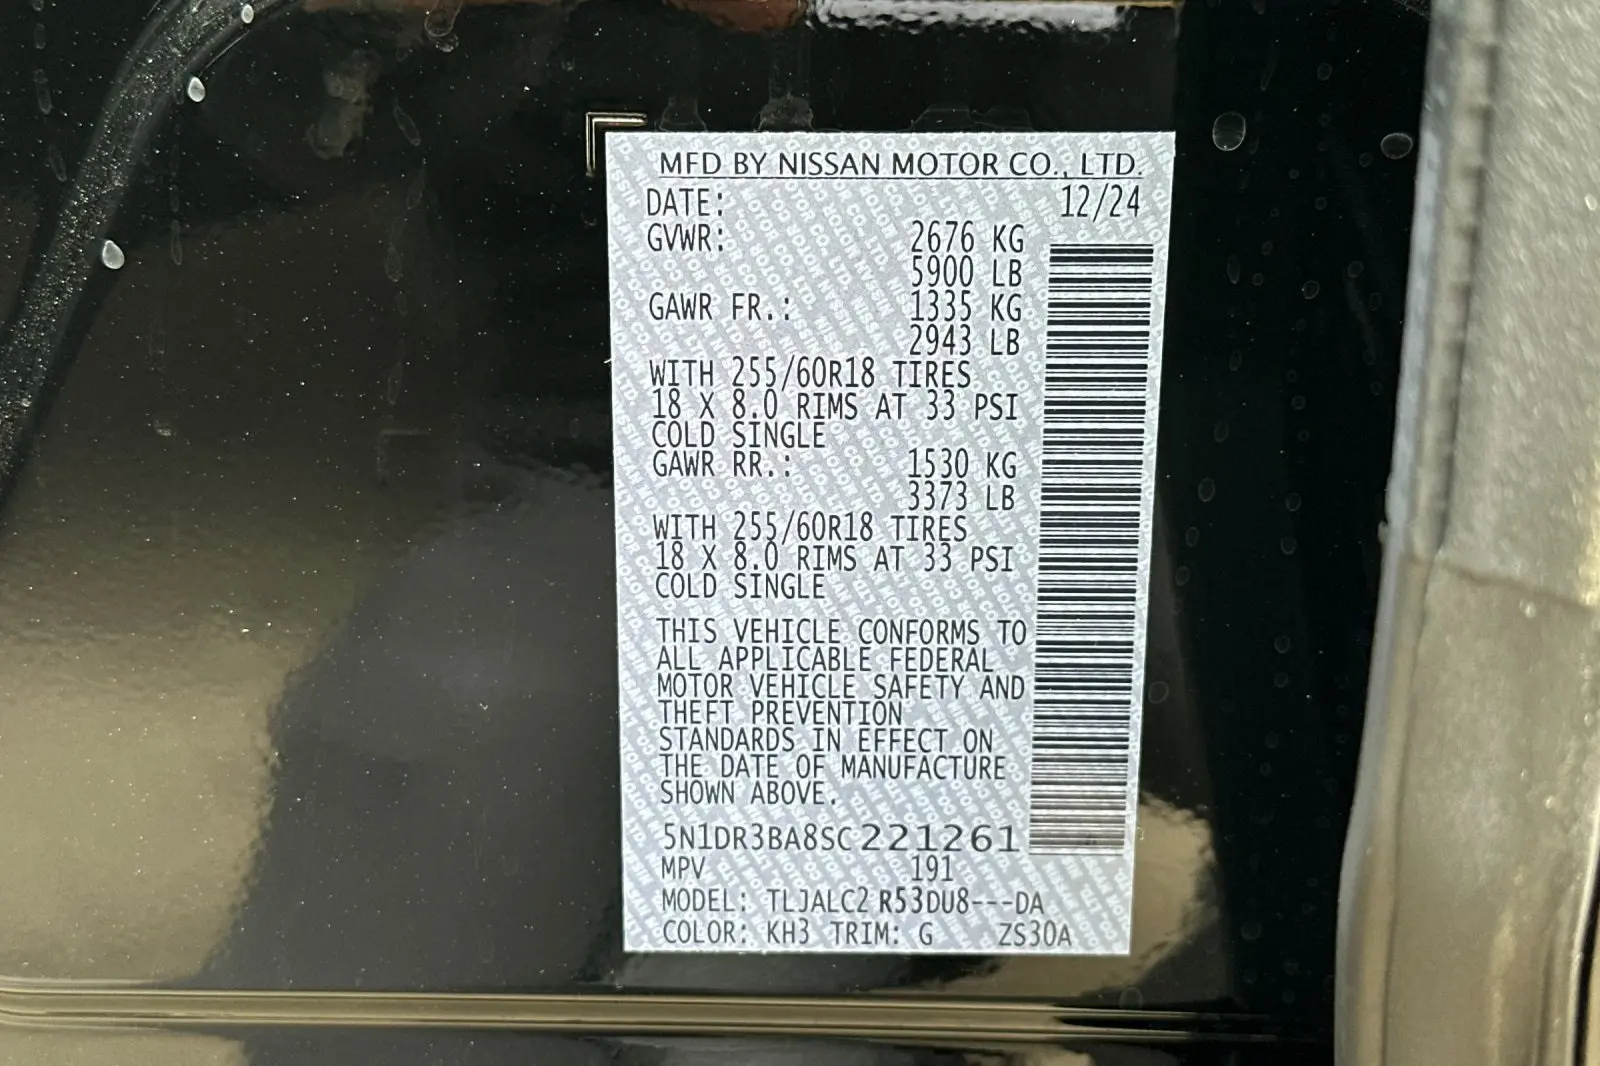 MFD BY NISSAN MOTOR CO., LTD.
DATE: 12/24
GVWR: 2676 KG
5900 LB
GAWR FR.: 1335 KG
2943 LB
WITH 255/60R18 TIRES
18 X 8.0 RIMS AT 33 PSI
COLD SINGLE
GAWR RR.: 1530 KG
3373 LB
WITH 255/60R18 TIRES
18 X 8.0 RIMS AT 33 PSI
COLD SINGLE
THIS VEHICLE CONFORMS TO
ALL APPLICABLE FEDERAL
MOTOR VEHICLE SAFETY AND
THEFT PREVENTION
STANDARDS IN EFFECT ON
THE DATE OF MANUFACTURE
SHOWN ABOVE.
5N1DR3BA8SC221261
MPV 191
MODEL: TLJALC2 R53DU8---DA
COLOR: KH3 TRIM: G ZS30A